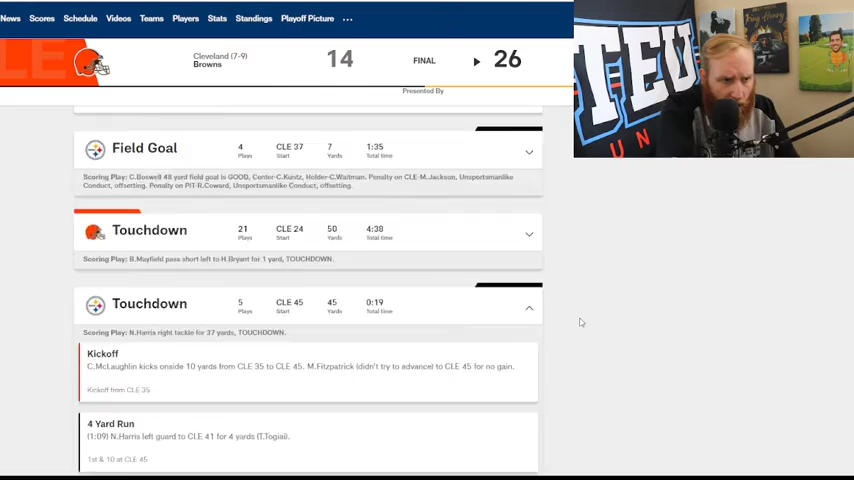 News Scores Schedule Videos Teams Players Stats Standings Playoff Picture ...
Cleveland (7-9)
Browns
14
FINAL
26
Presented By
Field Goal
4 CLE 37 7 1:35
Plays Start Yards Total time
Scoring Play: C.Boswell 48 yard field goal is GOOD, Center-C.Kuntz, Holder-C.Waitman. Penalty on CLE-M.Jackson, Unsportsmanlike
Conduct, offsetting. Penalty on PIT-R.Coward, Unsportsmanlike Conduct, offsetting.
Touchdown
21 CLE 24 50 4:38
Plays Start Yards Total time
Scoring Play: B.Mayfield pass short left to H.Bryant for 1 yard, TOUCHDOWN.
Touchdown
5 CLE 45 45 0:19
Plays Start Yards Total time
Scoring Play: N.Harris right tackle for 37 yards, TOUCHDOWN.
Kickoff
C.McLaughlin kicks onside 10 yards from CLE 35 to CLE 45. M.Fitzpatrick (didn't try to advance) to CLE 45 for no gain.
Kickoff from CLE 35
4 Yard Run
(1:09) N.Harris left guard to CLE 41 for 4 yards (T.Togiai).
1st & 10 at CLE 45
TEU
UN